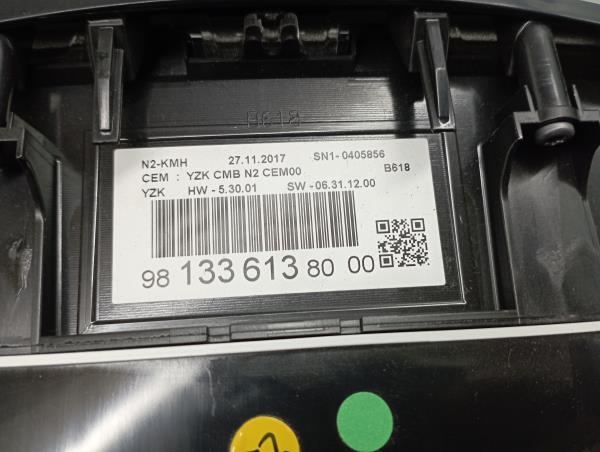 B618
N2-KMH 27.11.2017 SN1- 0405856
CEM : YZK CMB N2 CEM00 B618
YZK HW - 5.30.01 SW - 06.31.12.00
98 133 613 80 00